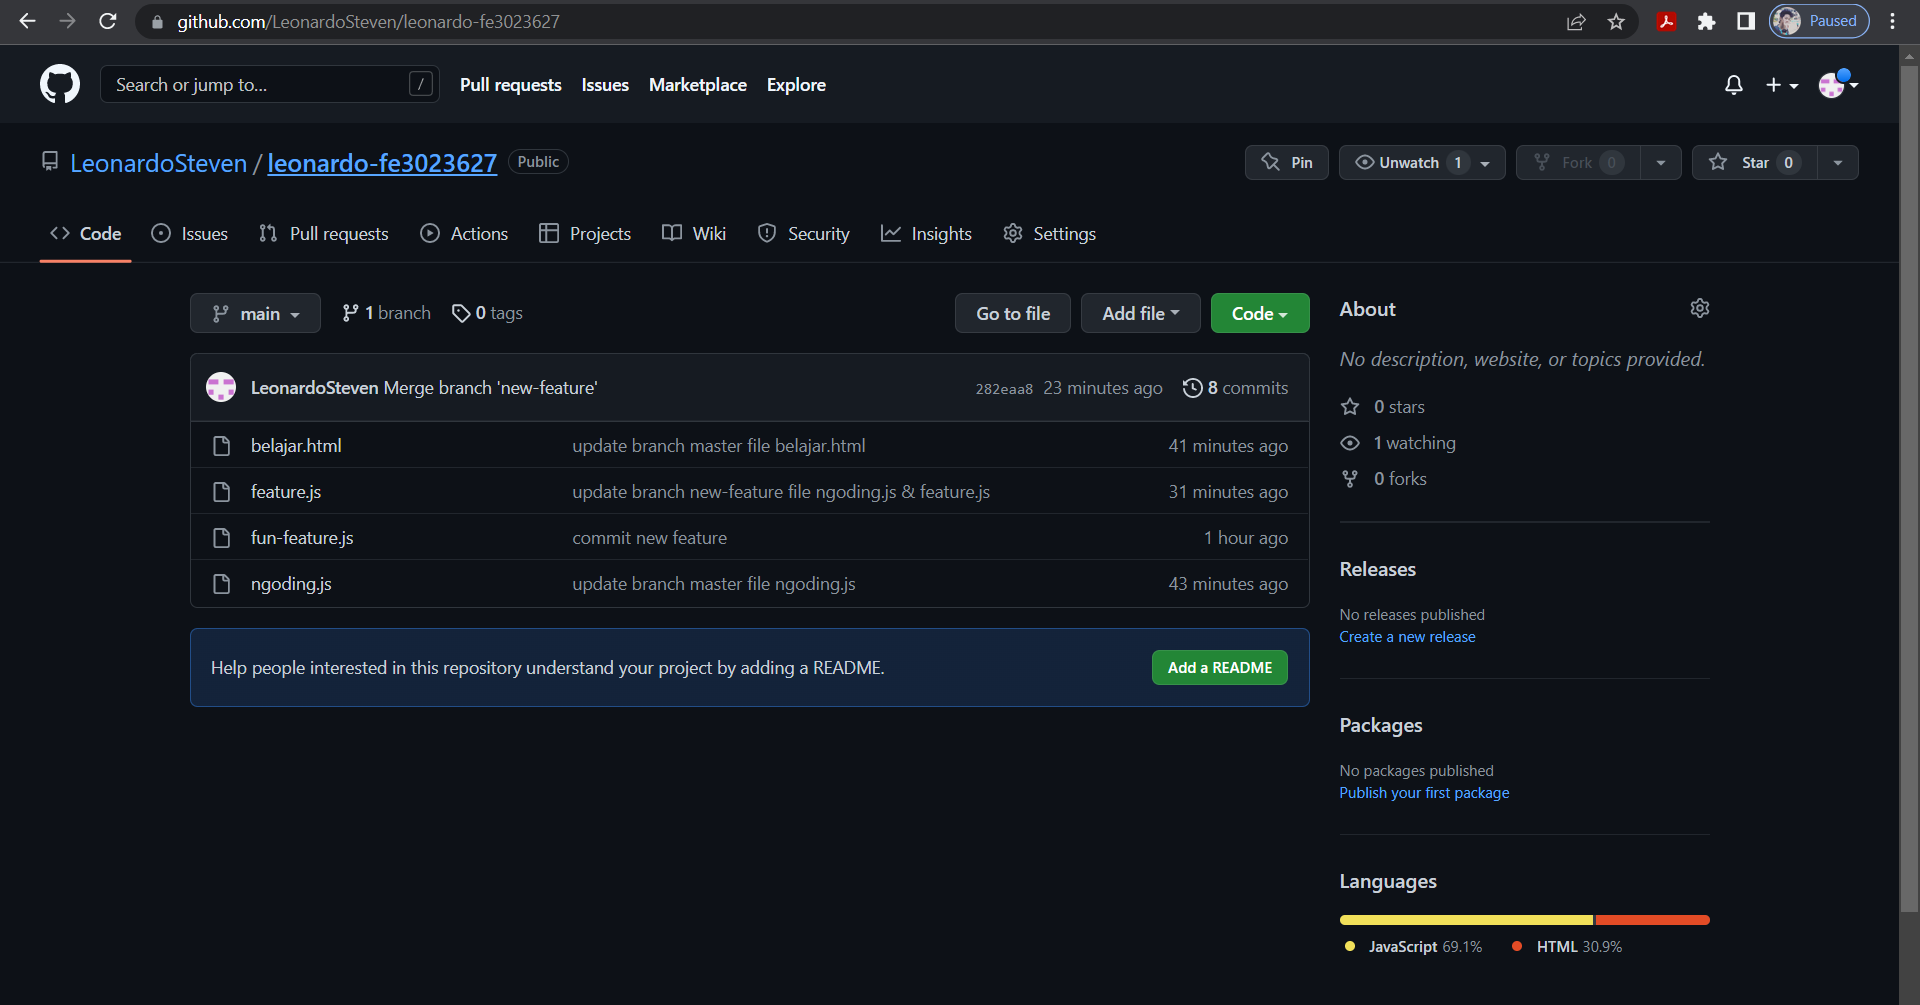 github.com/LeonardoSteven/leonardo-fe3023627
Paused
Search or jump to... /
Pull requests Issues Marketplace Explore
LeonardoSteven / leonardo-fe3023627 Public
Pin
Unwatch 1
Fork 0
Star 0
Code Issues Pull requests Actions Projects Wiki Security Insights Settings
main 1 branch 0 tags
Go to file Add file Code
LeonardoSteven Merge branch 'new-feature' 282eaa8 23 minutes ago 8 commits
belajar.html update branch master file belajar.html 41 minutes ago
feature.js update branch new-feature file ngoding.js & feature.js 31 minutes ago
fun-feature.js commit new feature 1 hour ago
ngoding.js update branch master file ngoding.js 43 minutes ago
Help people interested in this repository understand your project by adding a README. Add a README
About
No description, website, or topics provided.
0 stars
1 watching
0 forks
Releases
No releases published
Create a new release
Packages
No packages published
Publish your first package
Languages
JavaScript 69.1% HTML 30.9%